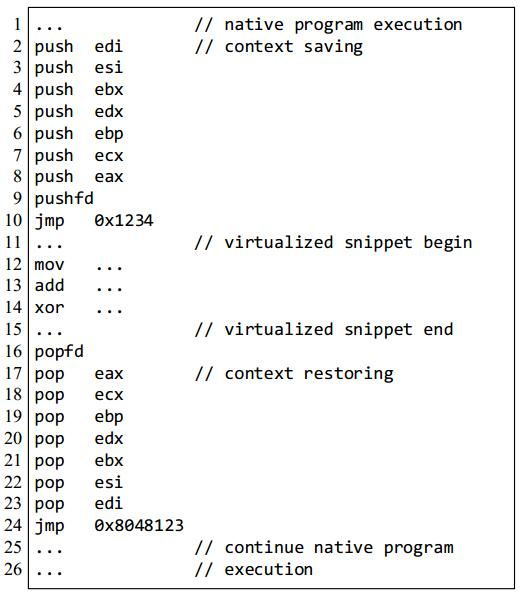 1 ... // native program execution
2 push edi // context saving
3 push esi
4 push ebx
5 push edx
6 push ebp
7 push ecx
8 push eax
9 pushfd
10 jmp 0x1234
11 ... // virtualized snippet begin
12 mov ...
13 add ...
14 xor ...
15 ... // virtualized snippet end
16 popfd
17 pop eax // context restoring
18 pop ecx
19 pop ebp
20 pop edx
21 pop ebx
22 pop esi
23 pop edi
24 jmp 0x8048123
25 ... // continue native program
26 ... // execution